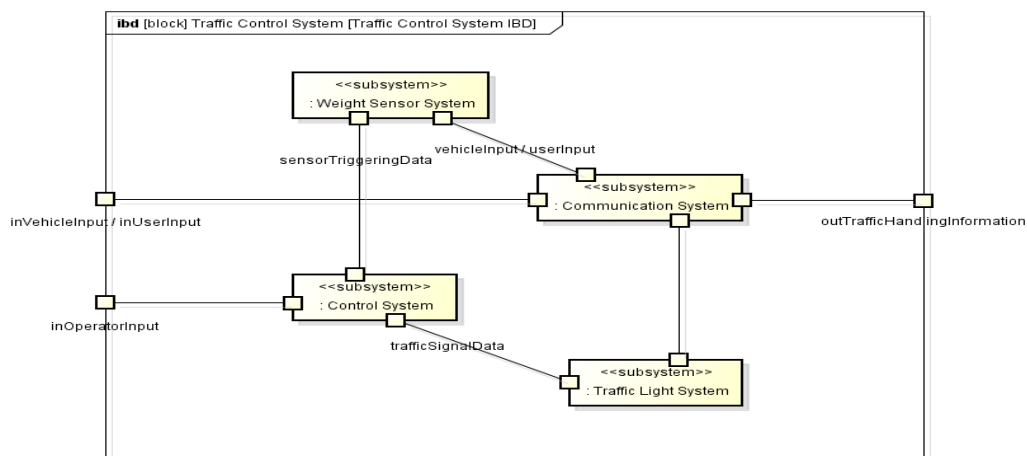 ibd [block] Traffic Control System [Traffic Control System IBD]
<<subsystem>>
: Weight Sensor System
vehicleInput / userInput
sensorTriggeringData
<<subsystem>>
: Communication System
inVehicleInput / inUserInput
outTrafficHandingInformation
<<subsystem>>
: Control System
inOperatorInput
trafficSignalData
<<subsystem>>
: Traffic Light System